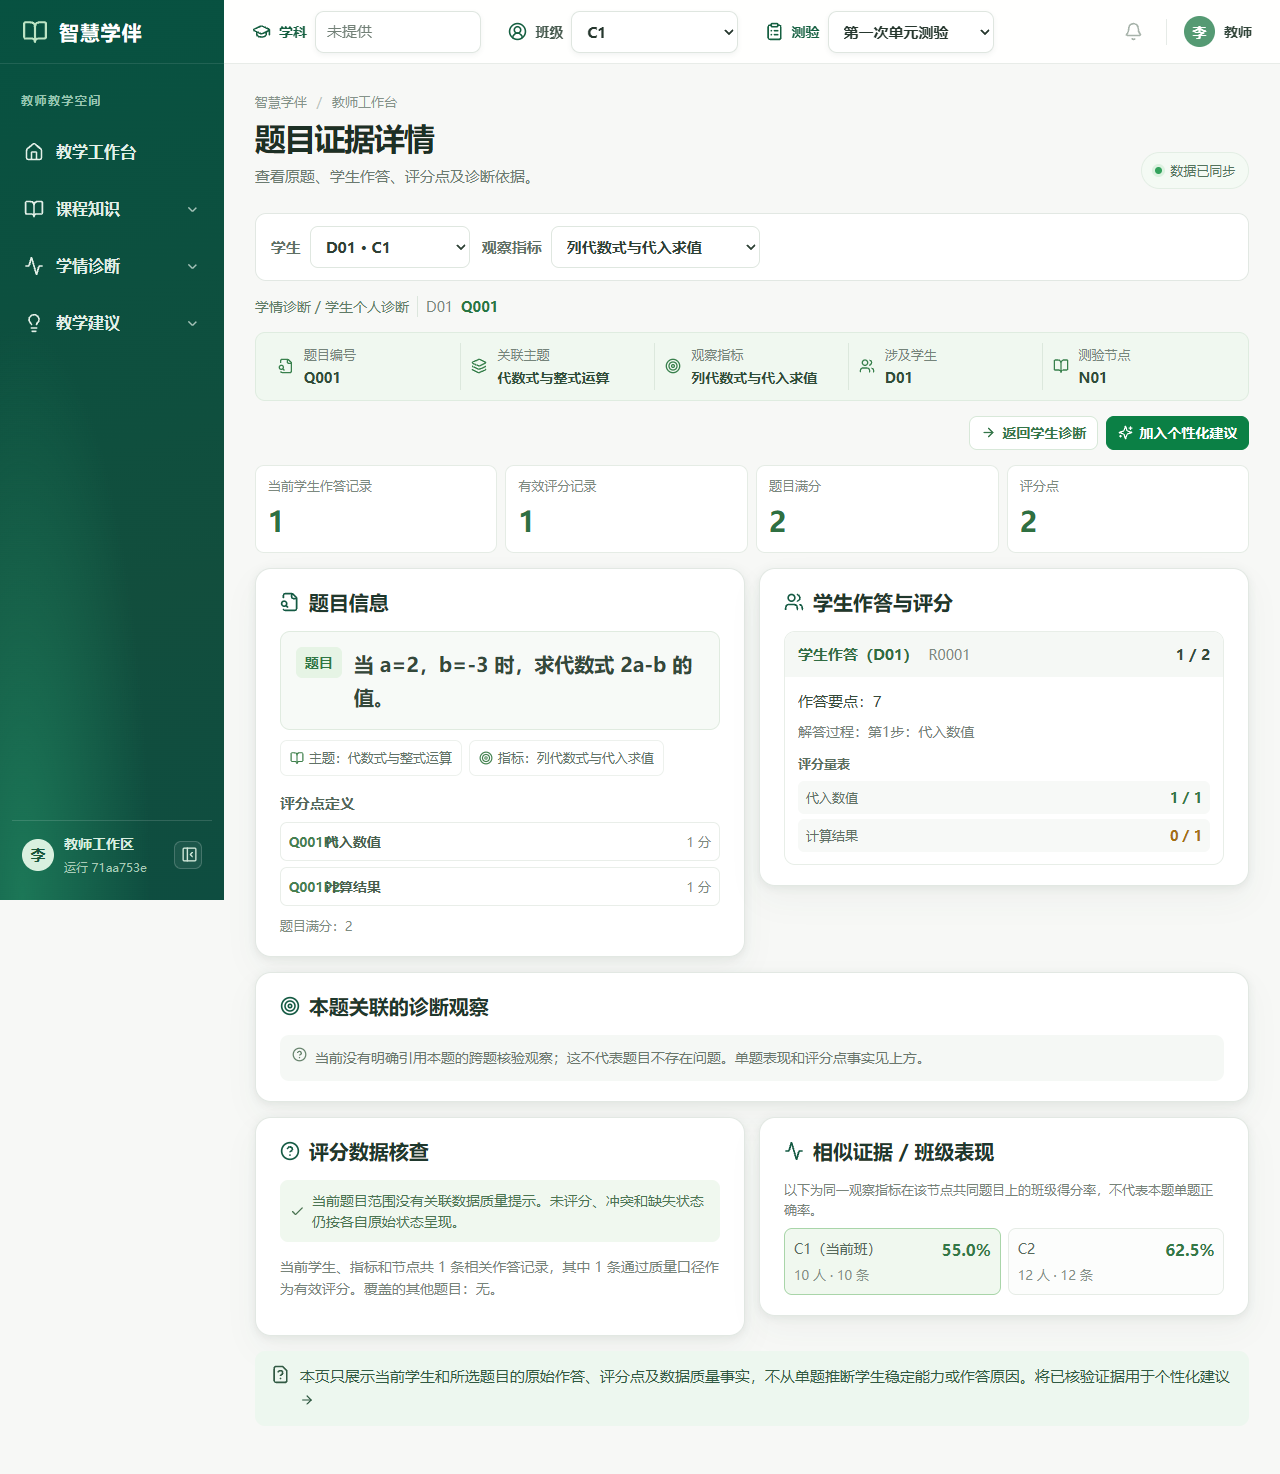 智慧学伴
学科 未提供 班级 C1 测验 第一次单元测验 李 教师
教师教学空间
教学工作台
课程知识
学情诊断
教学建议
李 教师工作区
运行 71aa753e
智慧学伴 / 教师工作台
题目证据详情
查看原题、学生作答、评分点及诊断依据。
数据已同步
学生 D01 · C1 观察指标 列代数式与代入求值
学情诊断 / 学生个人诊断 D01 Q001
题目编号
Q001
关联主题
代数式与整式运算
观察指标
列代数式与代入求值
涉及学生
D01
测验节点
N01
返回学生诊断 加入个性化建议
当前学生作答记录
1
有效评分记录
1
题目满分
2
评分点
2
题目信息
题目 当 a=2，b=-3 时，求代数式 2a-b 的
值。
主题：代数式与整式运算 指标：列代数式与代入求值
评分点定义
Q001 代入数值 1 分
Q001 计算结果 1 分
题目满分：2
学生作答与评分
学生作答（D01） R0001 1 / 2
作答要点：7
解答过程：第1步：代入数值
评分量表
代入数值 1 / 1
计算结果 0 / 1
本题关联的诊断观察
当前没有明确引用本题的跨题核验观察；这不代表题目不存在问题。单题表现和评分点事实见上方。
评分数据核查
当前题目范围没有关联数据质量提示。未评分、冲突和缺失状态
仍按各自原始状态呈现。
当前学生、指标和节点共 1 条相关作答记录，其中 1 条通过质量口径作
为有效评分。覆盖的其他题目：无。
相似证据 / 班级表现
以下为同一观察指标在该节点共同题目上的班级得分率，不代表本题单题正
确率。
C1（当前班） 55.0%
10 人 · 10 条
C2 62.5%
12 人 · 12 条
本页只展示当前学生和所选题目的原始作答、评分点及数据质量事实，不从单题推断学生稳定能力或作答原因。将已核验证据用于个性化建议
→